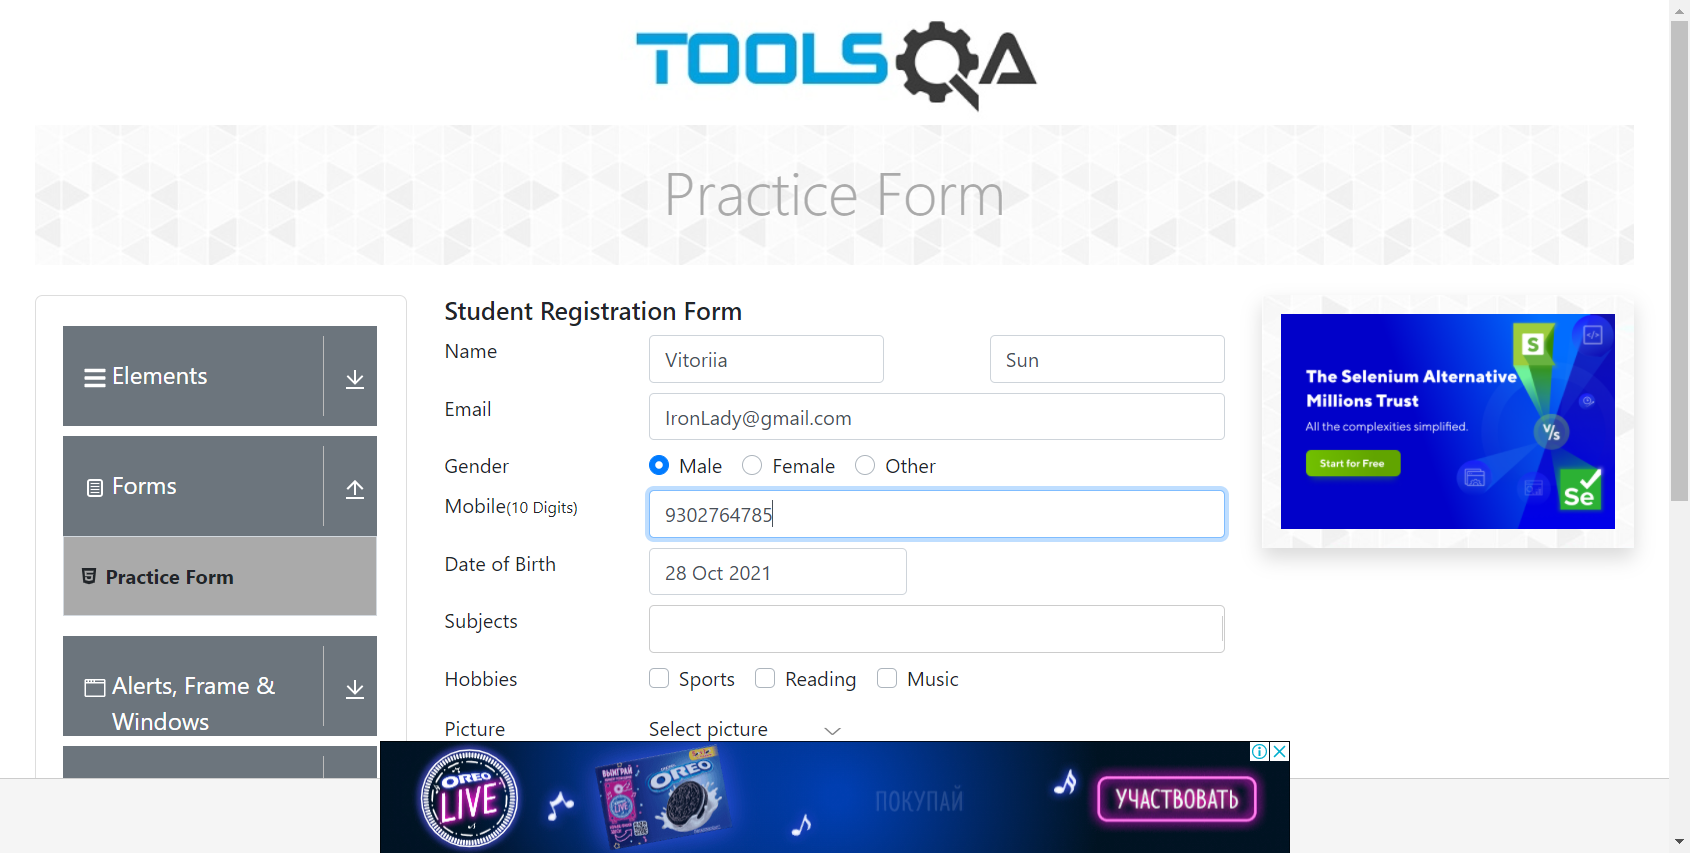 TOOLSQA
Practice Form
Elements
Forms
Practice Form
Alerts, Frame &
Windows
Student Registration Form
Name
Vitoriia
Sun
Email
IronLady@gmail.com
Gender
Male
Female
Other
Mobile(10 Digits)
9302764785
Date of Birth
28 Oct 2021
Subjects
Hobbies
Sports
Reading
Music
Picture
Select picture
The Selenium Alternative
Millions Trust
All the complexities simplified.
Start for Free
S
V/s
Se
OREO
LIVE
ВЫИГРАЙ
OREO
ПОКУПАЙ
УЧАСТВОВАТЬ